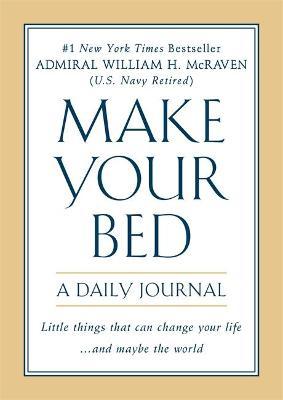 #1 New York Times Bestseller
ADMIRAL WILLIAM H. McRAVEN
(U.S. Navy Retired)
MAKE
YOUR
BED
A DAILY JOURNAL
Little things that can change your life
...and maybe the world